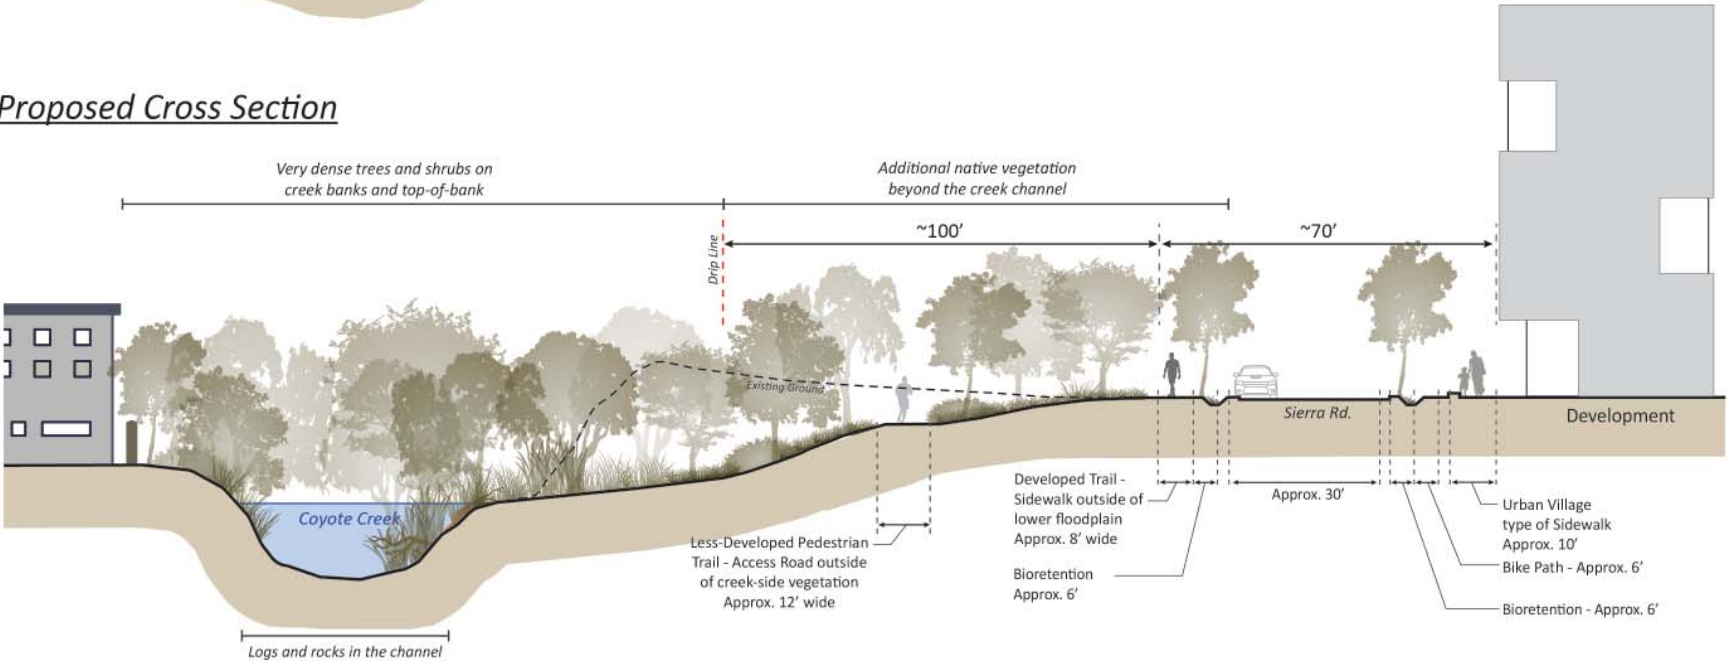 Proposed Cross Section
Very dense trees and shrubs on
creek banks and top-of-bank
Additional native vegetation
beyond the creek channel
Drip Line
~100'
~70'
Existing Ground
Coyote Creek
Sierra Rd.
Development
Less-Developed Pedestrian
Trail - Access Road outside
of creek-side vegetation
Approx. 12' wide
Developed Trail -
Sidewalk outside of
lower floodplain
Approx. 8' wide
Bioretention
Approx. 6'
Approx. 30'
Urban Village
type of Sidewalk
Approx. 10'
Bike Path - Approx. 6'
Bioretention - Approx. 6'
Logs and rocks in the channel